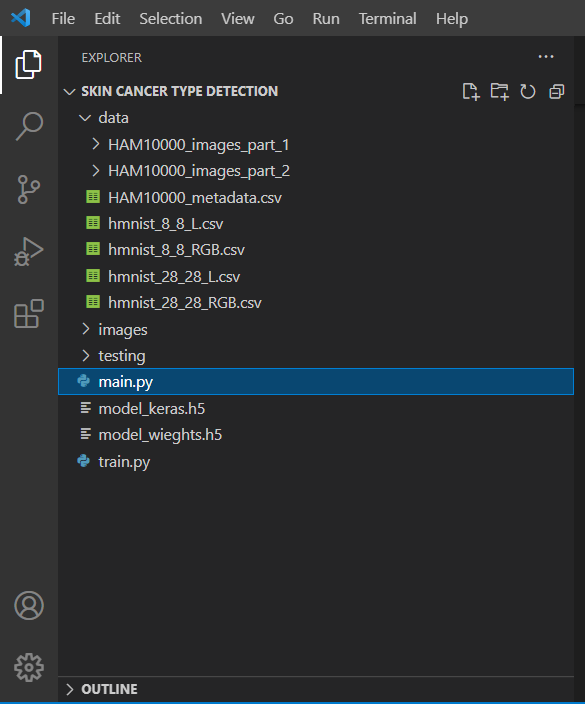 File Edit Selection View Go Run Terminal Help
EXPLORER
SKIN CANCER TYPE DETECTION
data
HAM10000_images_part_1
HAM10000_images_part_2
HAM10000_metadata.csv
hmnist_8_8_L.csv
hmnist_8_8_RGB.csv
hmnist_28_28_L.csv
hmnist_28_28_RGB.csv
images
testing
main.py
model_keras.h5
model_wieghts.h5
train.py
OUTLINE